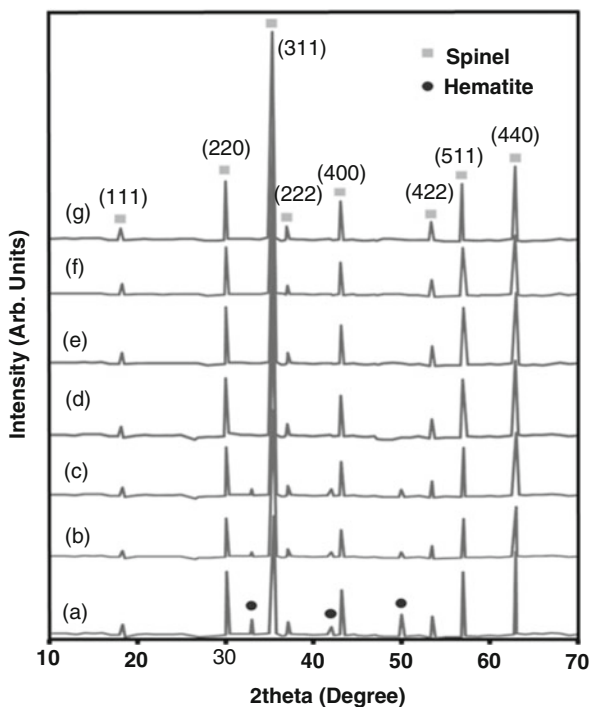 (311)
Spinel
Hematite
(440)
(220)
(511)
(400)
(111)
(222)
(422)
(g)
(f)
(e)
(d)
(c)
(b)
(a)
Intensity (Arb. Units)
10 20 30 40 50 60 70
2theta (Degree)